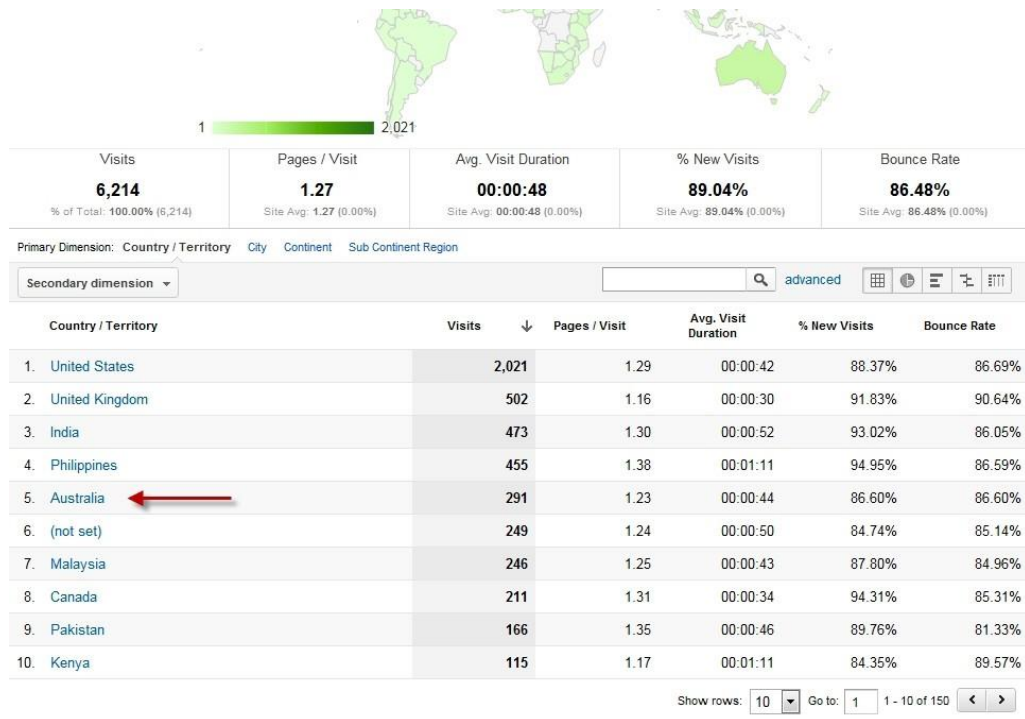 1 2,021
Visits Pages / Visit Avg. Visit Duration % New Visits Bounce Rate
6,214 1.27 00:00:48 89.04% 86.48%
% of Total: 100.00% (6,214) Site Avg: 1.27 (0.00%) Site Avg: 00:00:48 (0.00%) Site Avg: 89.04% (0.00%) Site Avg: 86.48% (0.00%)
Primary Dimension: Country / Territory City Continent Sub Continent Region
Secondary dimension advanced
Country / Territory Visits Pages / Visit Avg. Visit Duration % New Visits Bounce Rate
1. United States 2,021 1.29 00:00:42 88.37% 86.69%
2. United Kingdom 502 1.16 00:00:30 91.83% 90.64%
3. India 473 1.30 00:00:52 93.02% 86.05%
4. Philippines 455 1.38 00:01:11 94.95% 86.59%
5. Australia 291 1.23 00:00:44 86.60% 86.60%
6. (not set) 249 1.24 00:00:50 84.74% 85.14%
7. Malaysia 246 1.25 00:00:43 87.80% 84.96%
8. Canada 211 1.31 00:00:34 94.31% 85.31%
9. Pakistan 166 1.35 00:00:46 89.76% 81.33%
10. Kenya 115 1.17 00:01:11 84.35% 89.57%
Show rows: 10 Go to: 1 1 - 10 of 150